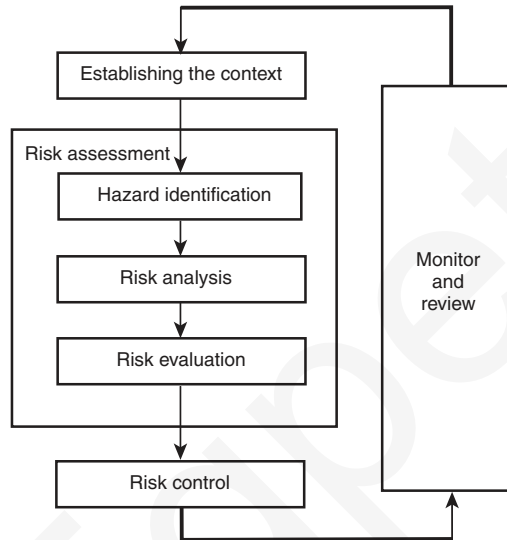 Establishing the context
Risk assessment
Hazard identification
Risk analysis
Risk evaluation
Risk control
Monitor
and
review